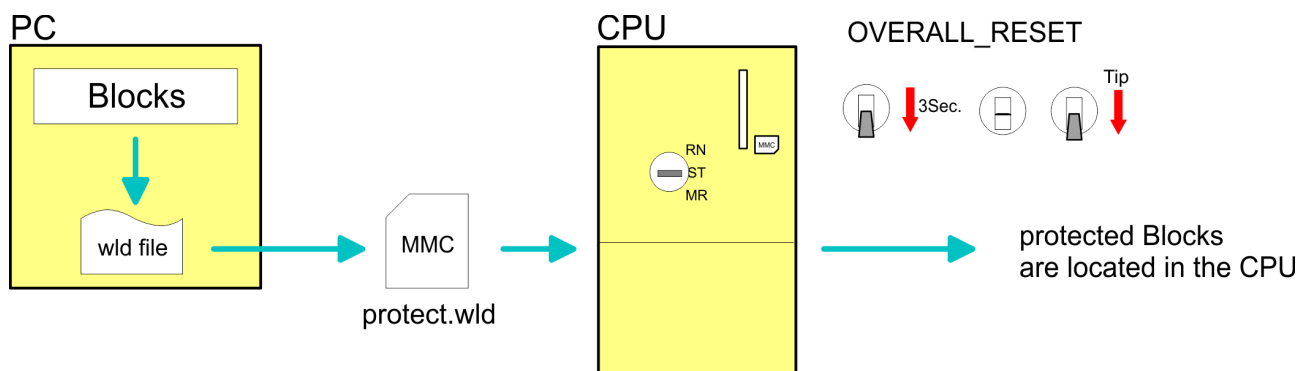 PC
Blocks
wld file
MMC
protect.wld
CPU
RN
ST
MR
MMC
OVERALL_RESET
3Sec.
Tip
protected Blocks
are located in the CPU